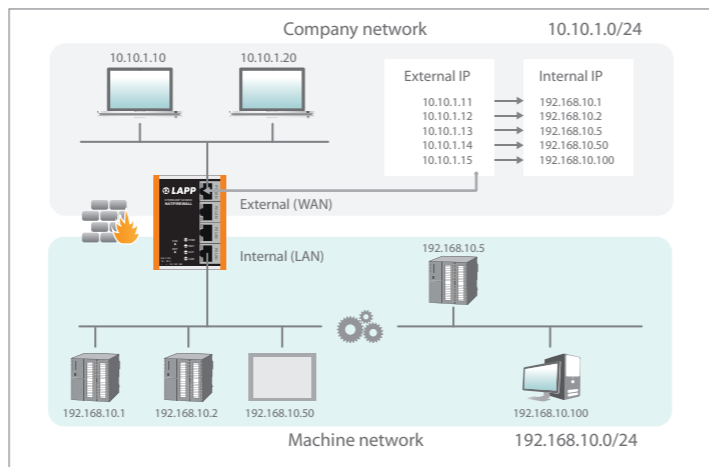 Company network 10.10.1.0/24
10.10.1.10 10.10.1.20
External IP Internal IP
10.10.1.11 192.168.10.1
10.10.1.12 192.168.10.2
10.10.1.13 192.168.10.5
10.10.1.14 192.168.10.50
10.10.1.15 192.168.10.100
LAPP
NAT/FIREWALL
External (WAN)
Internal (LAN)
192.168.10.5
192.168.10.1 192.168.10.2 192.168.10.50 192.168.10.100
Machine network 192.168.10.0/24